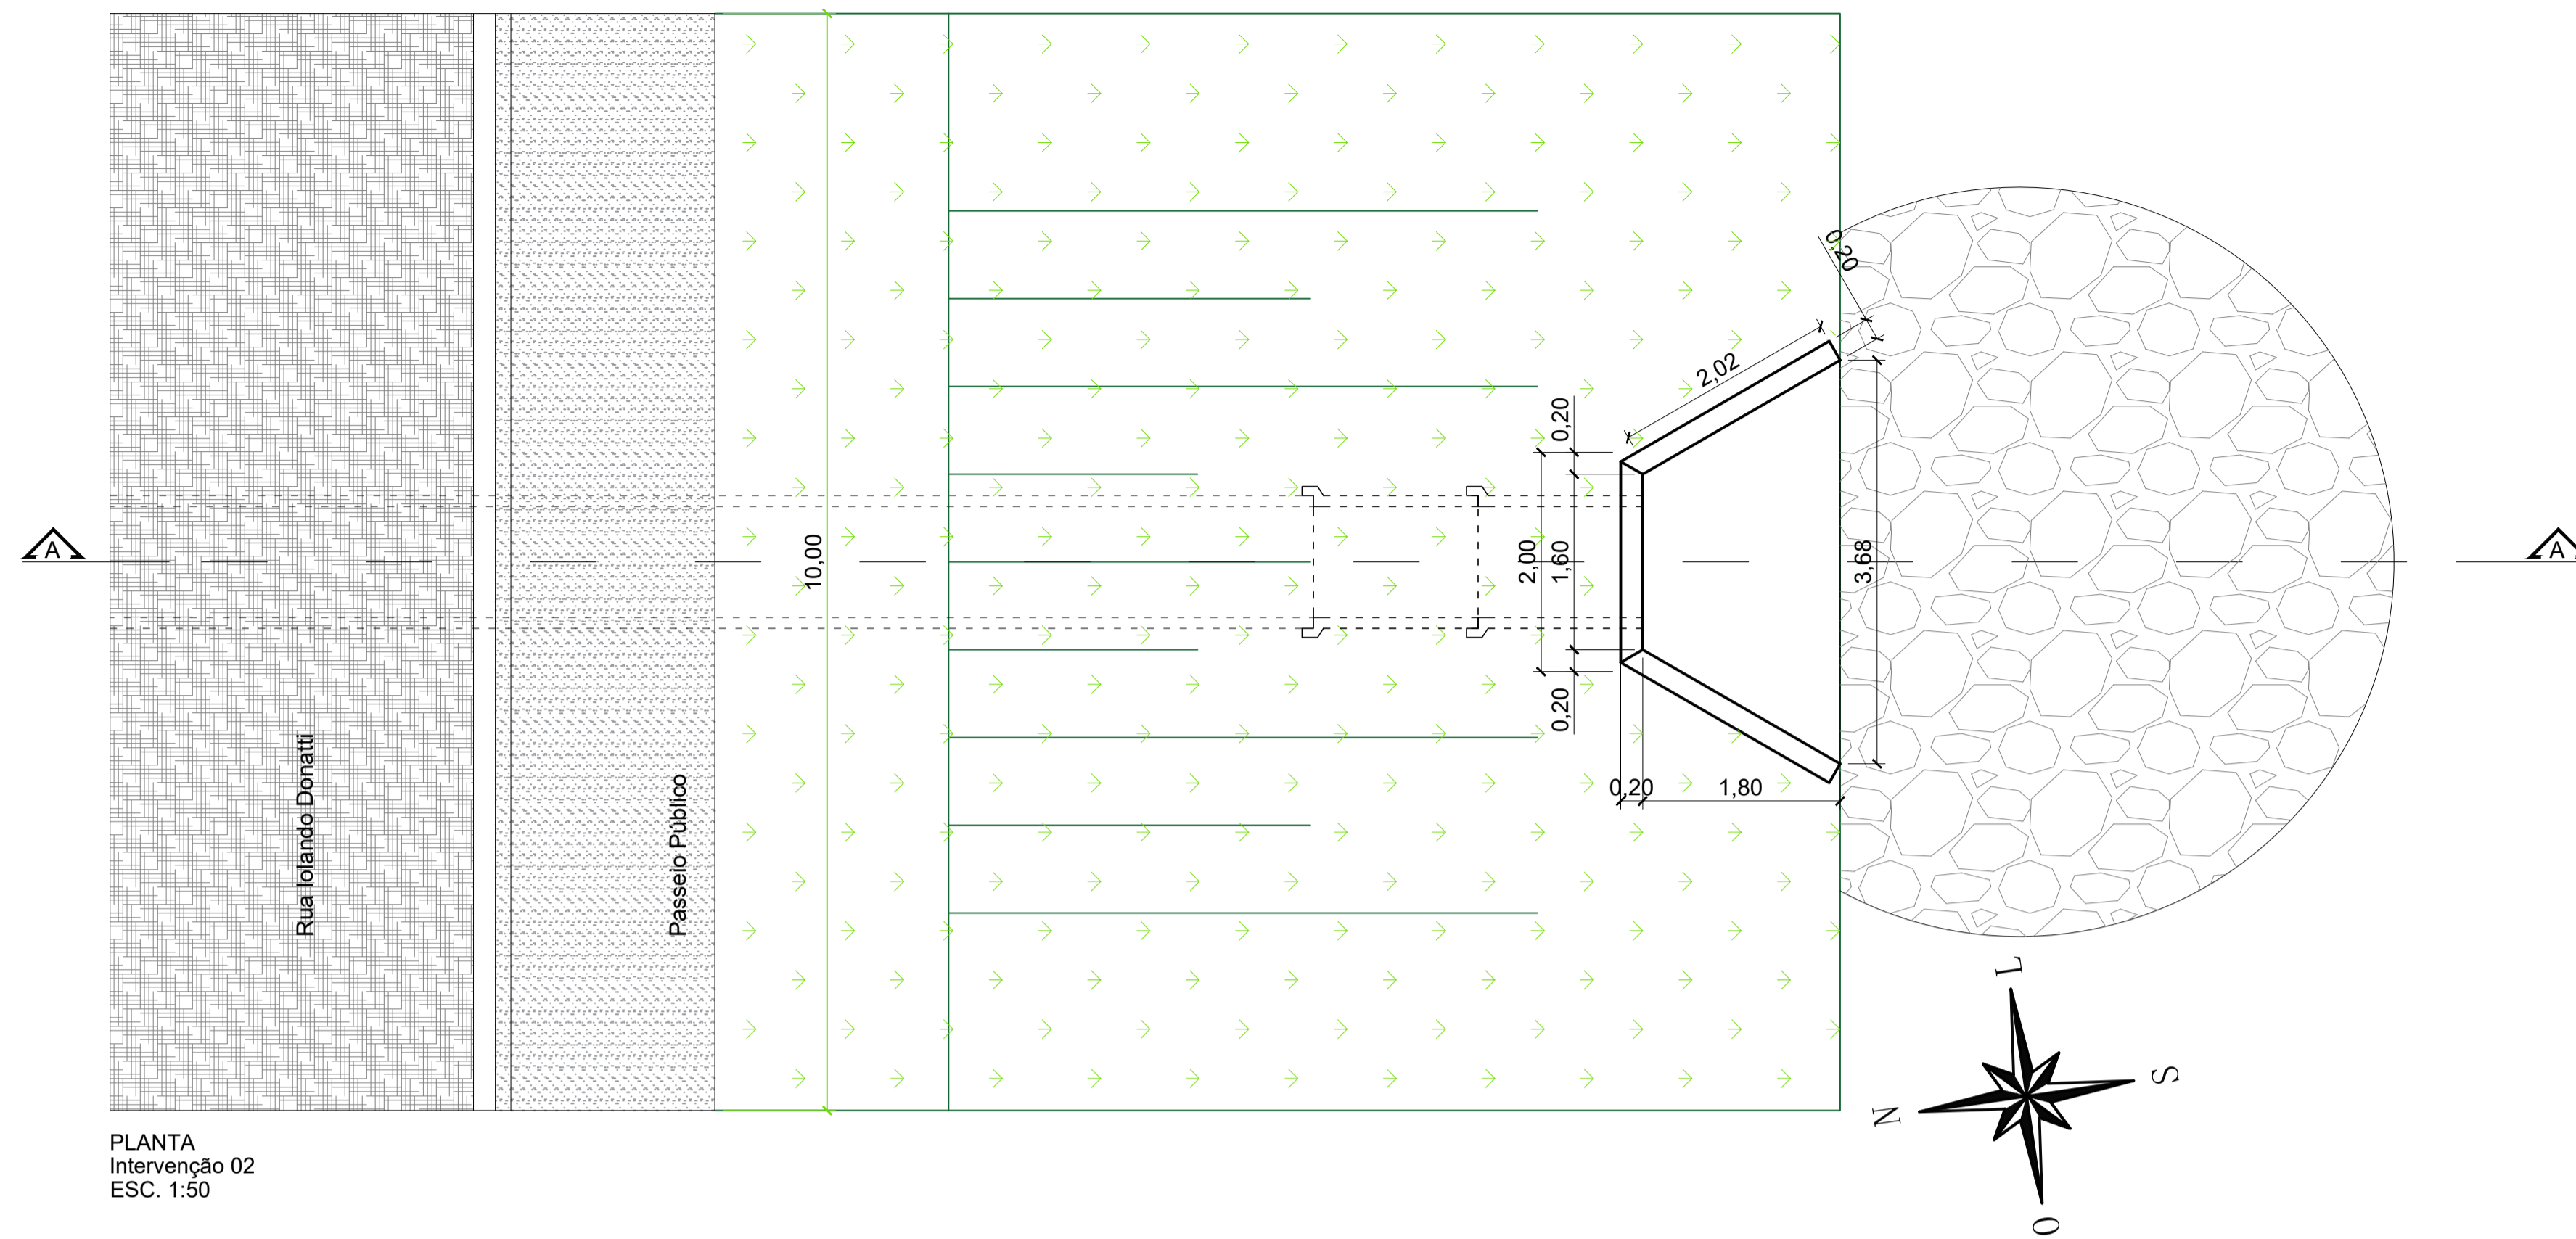 0,20
2,02
0,20
A
10,00
2,00
1,60
3,68
A
0,20
0,20
1,80
Rua Iolando Donatti
Passeio Público
L
S
N
O
PLANTA
Intervenção 02
ESC. 1:50